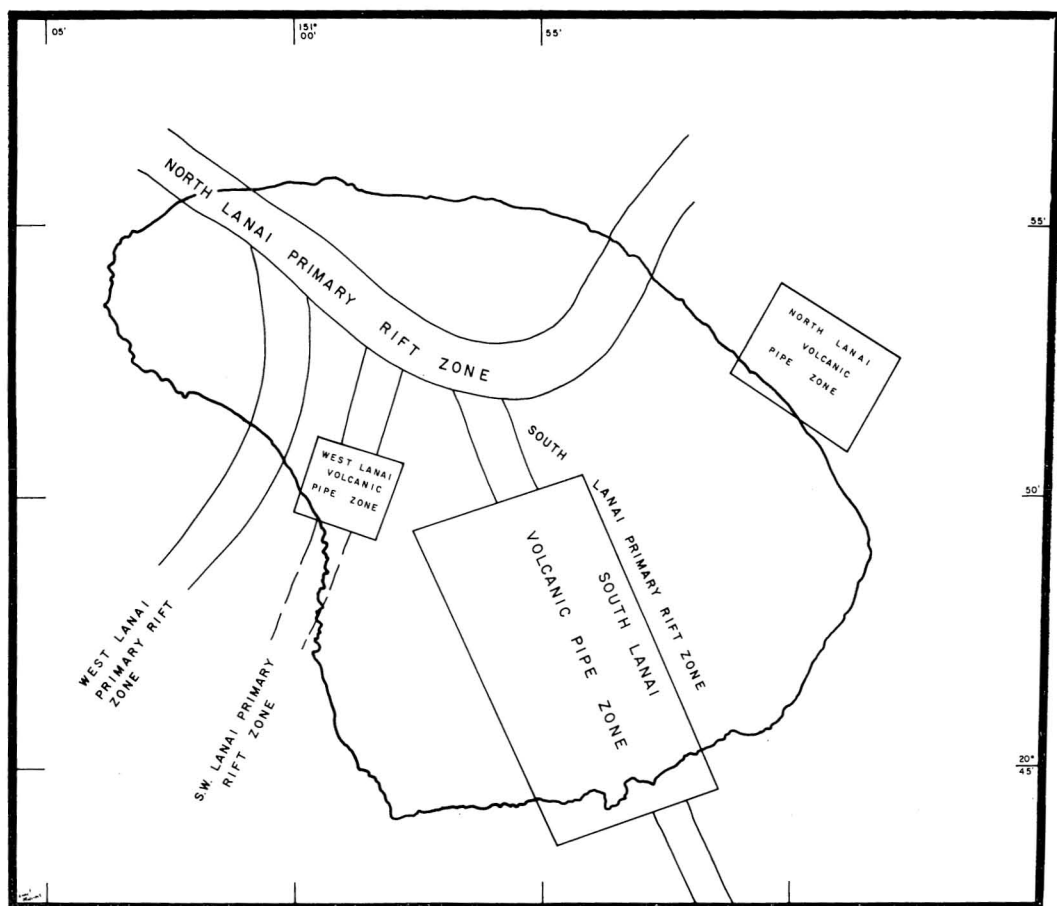 05'
151°
00'
55'
NORTH LANAI PRIMARY RIFT ZONE
55'
NORTH LANAI
VOLCANIC
PIPE ZONE
WEST LANAI
VOLCANIC
PIPE ZONE
SOUTH LANAI PRIMARY RIFT ZONE
50'
SOUTH LANAI
VOLCANIC PIPE ZONE
WEST LANAI
PRIMARY RIFT
ZONE
S.W. LANAI PRIMARY
RIFT ZONE
20°
45'